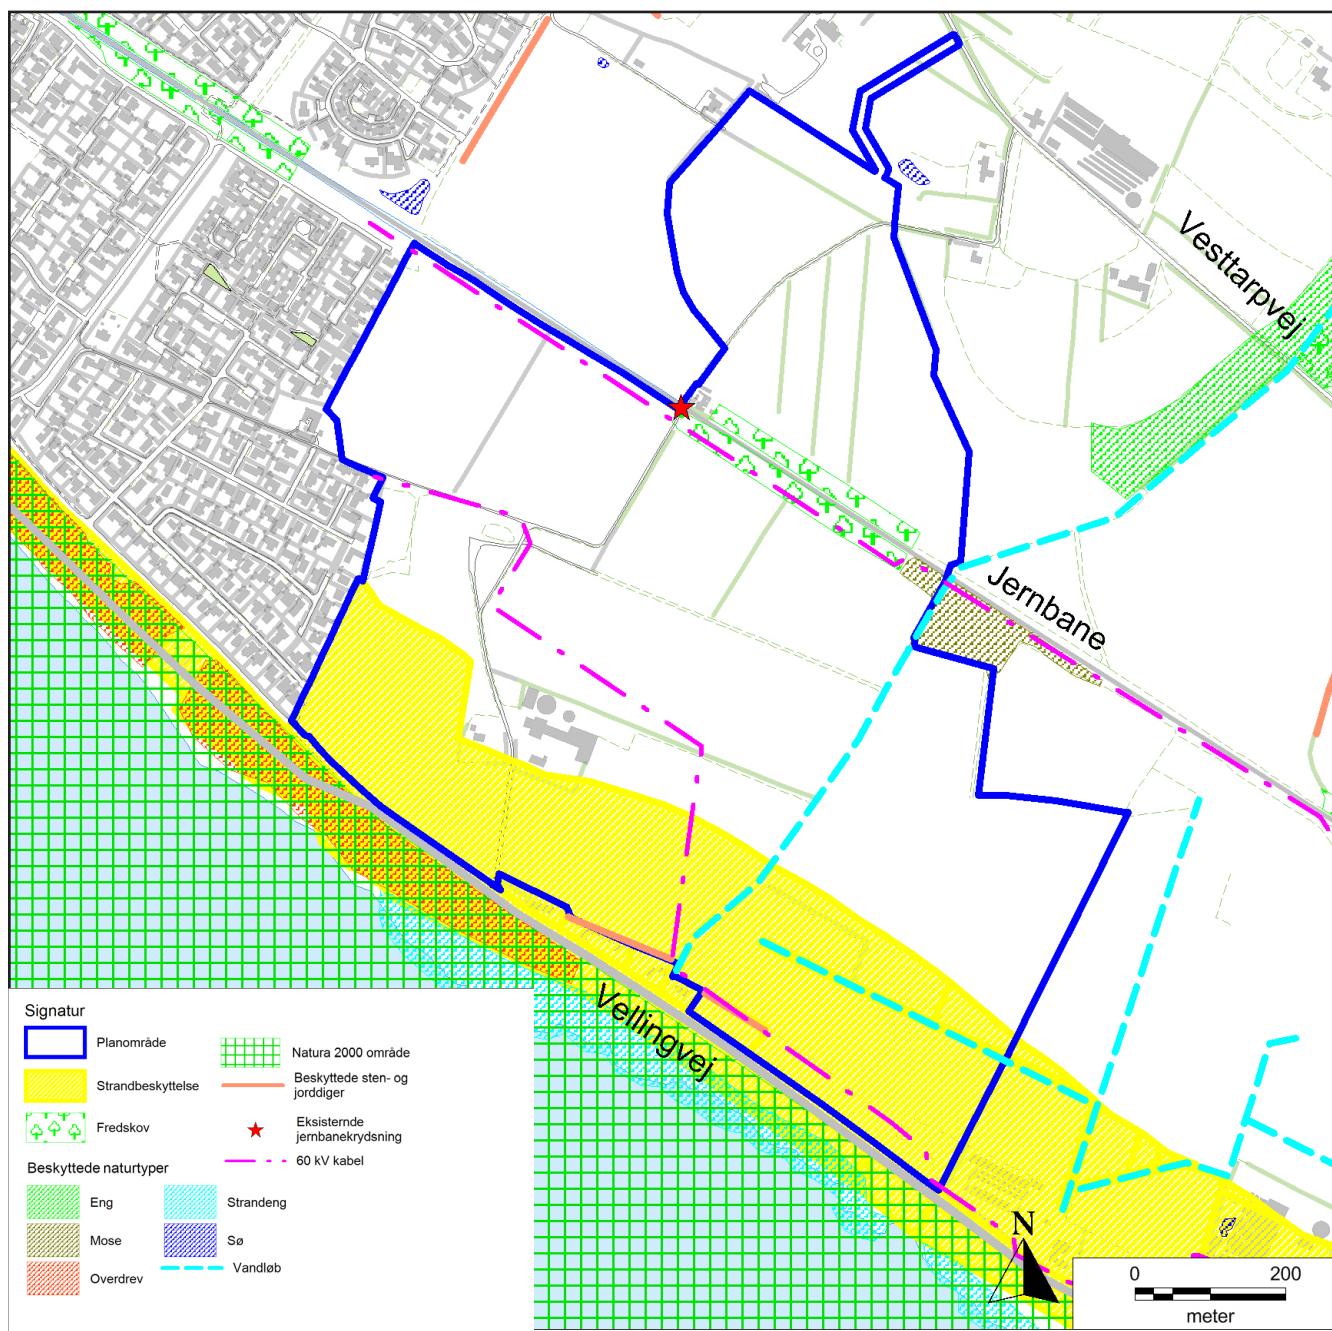 Vesttarpvej
Jernbane
Vellingvej
Signatur
Planområde
Strandbeskyttelse
Fredskov
Natura 2000 område
Beskyttede sten- og
jorddiger
Eksisternde
jernbanekrydsning
60 kV kabel
Beskyttede naturtyper
Eng
Mose
Overdrev
Strandeng
Sø
Vandløb
N
0 200
meter